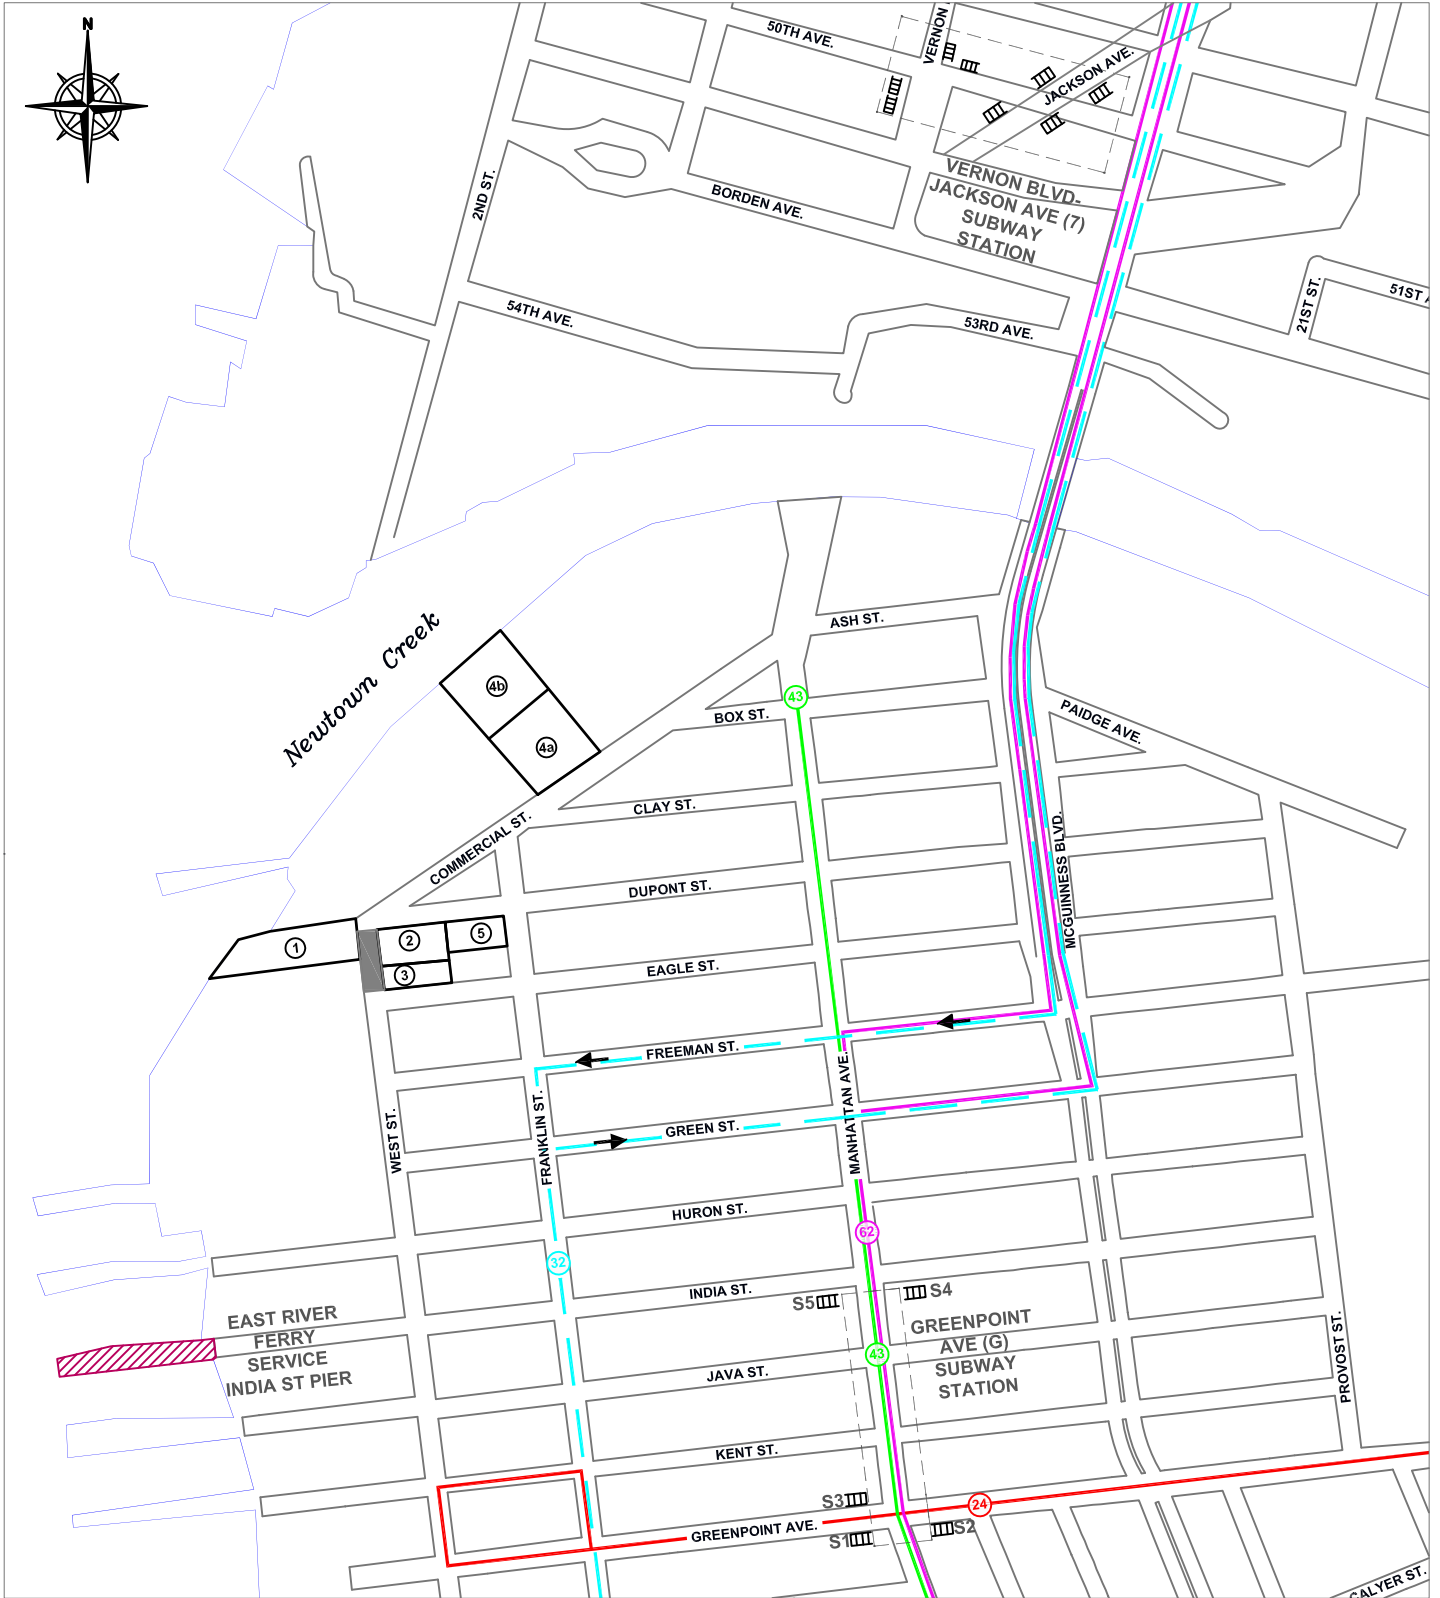 N
50TH AVE.
VERNON
JACKSON AVE.
VERNON BLVD-
JACKSON AVE (7)
SUBWAY
STATION
2ND ST.
BORDEN AVE.
54TH AVE.
53RD AVE.
21ST ST.
51ST
Newtown Creek
ASH ST.
4b
4a
43
BOX ST.
PAIDGE AVE.
CLAY ST.
COMMERCIAL ST.
MCGUINNESS BLVD.
DUPONT ST.
1
2
5
3
EAGLE ST.
FREEMAN ST.
MANHATTAN AVE.
WEST ST.
FRANKLIN ST.
GREEN ST.
HURON ST.
62
32
INDIA ST.
S5
S4
EAST RIVER
FERRY
SERVICE
INDIA ST PIER
GREENPOINT
AVE (G)
SUBWAY
STATION
43
JAVA ST.
PROVOST ST.
KENT ST.
S3
24
GREENPOINT AVE.
S1
S2
CALYER ST.